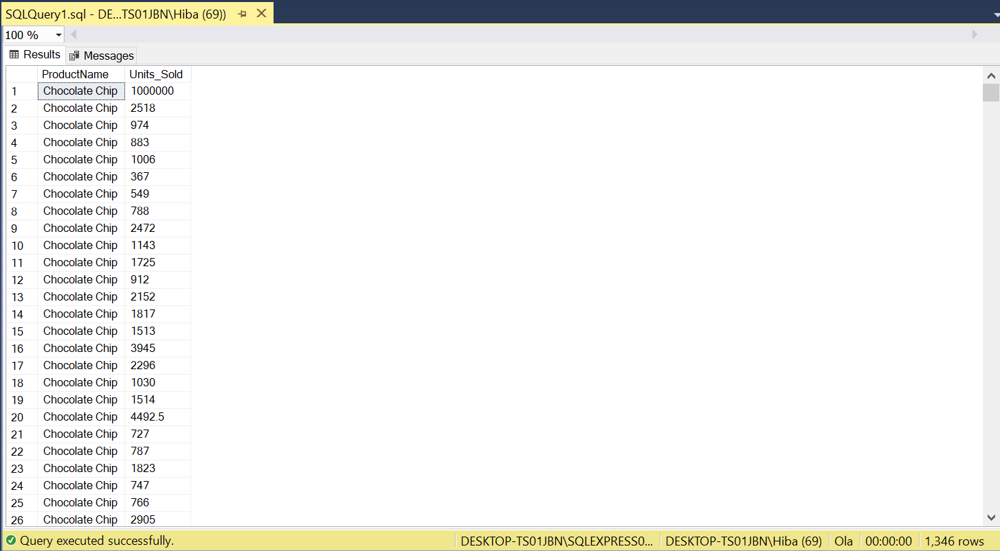 SQLQuery1.sql - DE...TS01JBN\Hiba (69))
100 %
Results Messages
ProductName Units_Sold
1 Chocolate Chip 1000000
2 Chocolate Chip 2518
3 Chocolate Chip 974
4 Chocolate Chip 883
5 Chocolate Chip 1006
6 Chocolate Chip 367
7 Chocolate Chip 549
8 Chocolate Chip 788
9 Chocolate Chip 2472
10 Chocolate Chip 1143
11 Chocolate Chip 1725
12 Chocolate Chip 912
13 Chocolate Chip 2152
14 Chocolate Chip 1817
15 Chocolate Chip 1513
16 Chocolate Chip 3945
17 Chocolate Chip 2296
18 Chocolate Chip 1030
19 Chocolate Chip 1514
20 Chocolate Chip 4492.5
21 Chocolate Chip 727
22 Chocolate Chip 787
23 Chocolate Chip 1823
24 Chocolate Chip 747
25 Chocolate Chip 766
26 Chocolate Chip 2905
Query executed successfully. DESKTOP-TS01JBN\SQLEXPRESS0... DESKTOP-TS01JBN\Hiba (69) Ola 00:00:00 1,346 rows